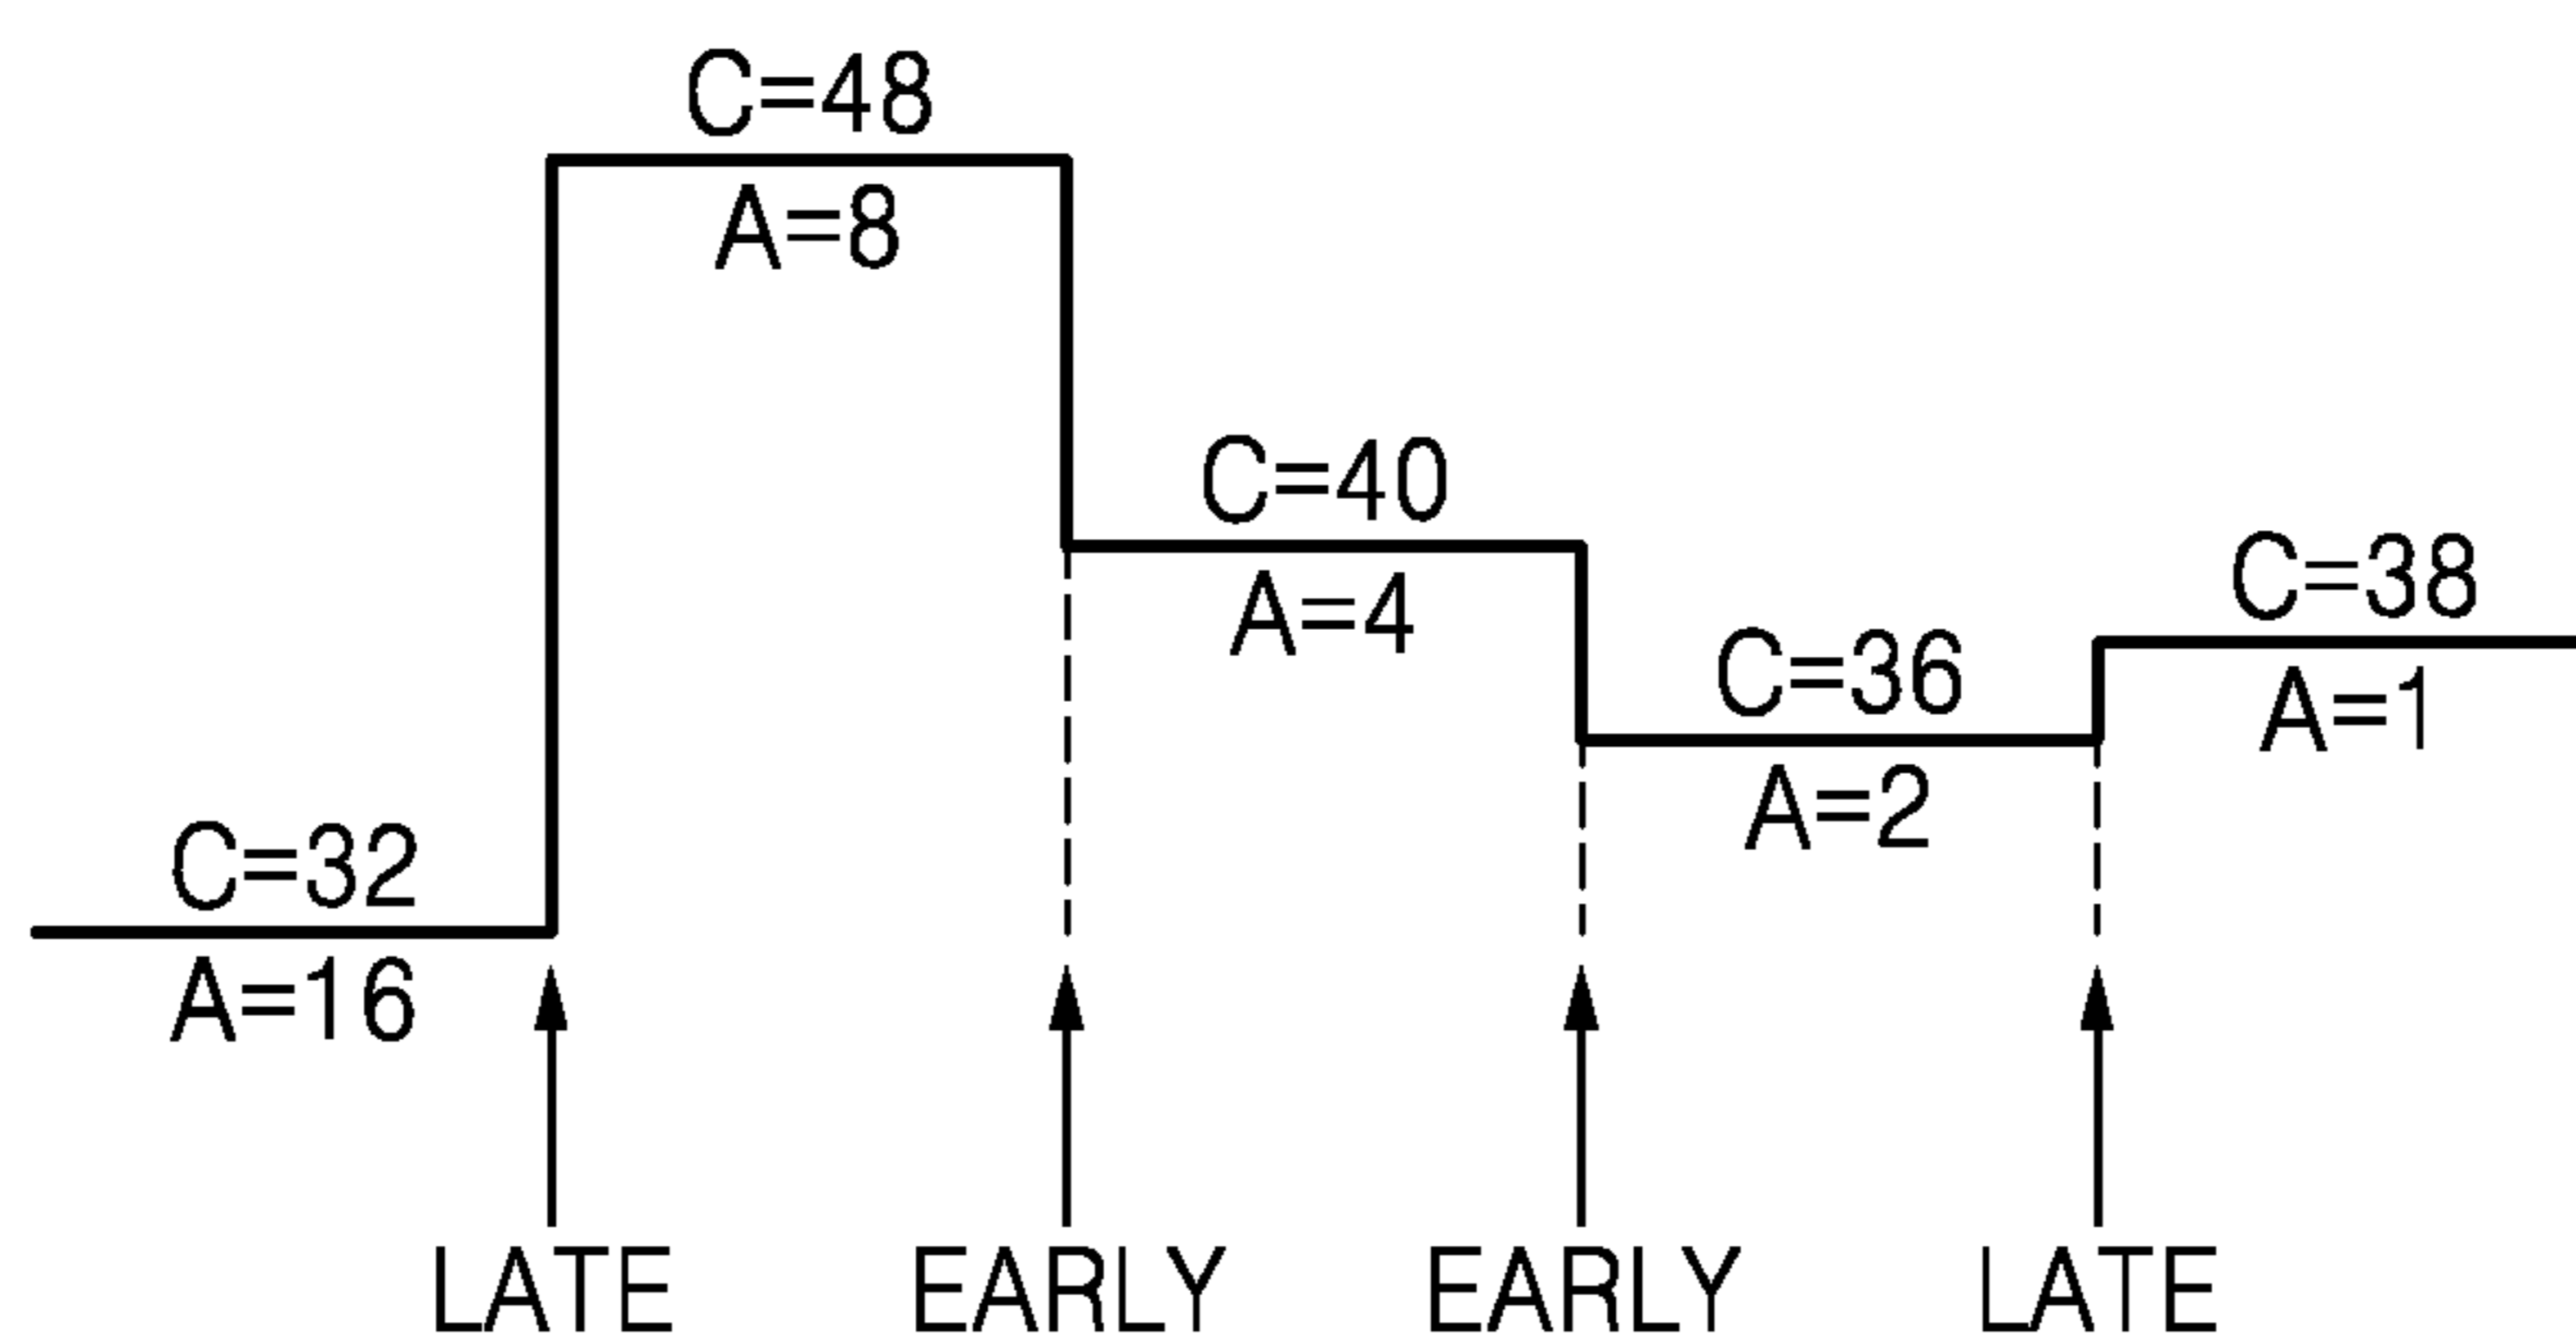 C=48
A=8
C=40
A=4
C=38
A=1
C=36
A=2
C=32
A=16
LATE EARLY EARLY LATE